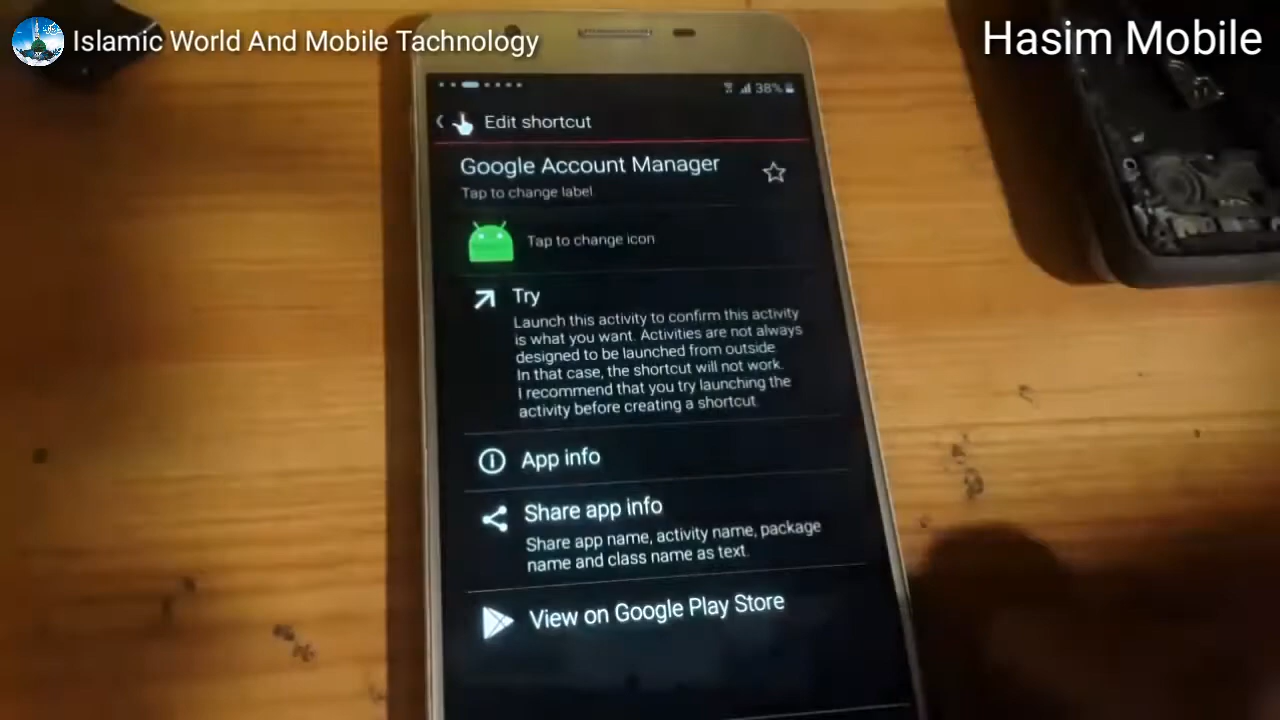 Islamic World And Mobile Tachnology
Hasim Mobile
38%
Edit shortcut
Google Account Manager
Tap to change label
Tap to change icon
Try
Launch this activity to confirm this activity
is what you want. Activities are not always
designed to be launched from outside.
In that case, the shortcut will not work.
I recommend that you try launching the
activity before creating a shortcut.
App info
Share app info
Share app name, activity name, package
name and class name as text.
View on Google Play Store